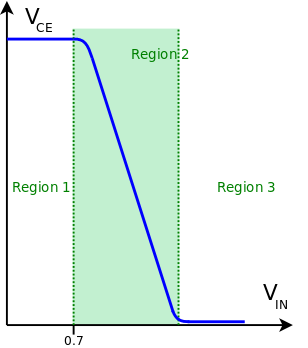 VCE
Region 2
Region 1
Region 3
VIN
0.7